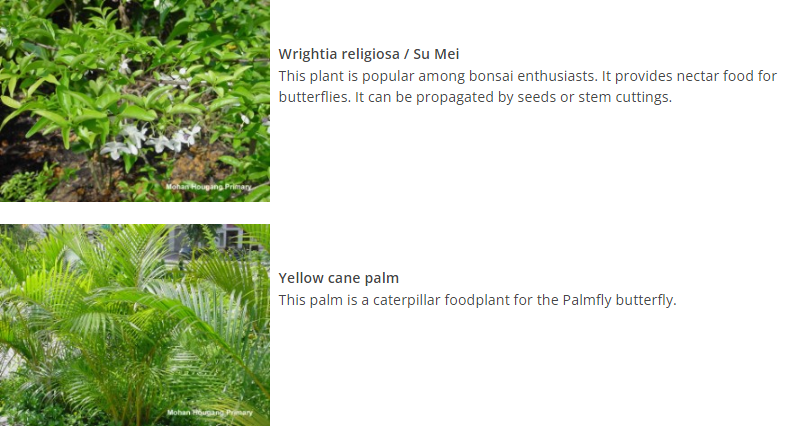 Wrightia religiosa / Su Mei
This plant is popular among bonsai enthusiasts. It provides nectar food for
butterflies. It can be propagated by seeds or stem cuttings.
Mohan Hougang Primary
Yellow cane palm
This palm is a caterpillar foodplant for the Palmfly butterfly.
Mohan Hougang Primary